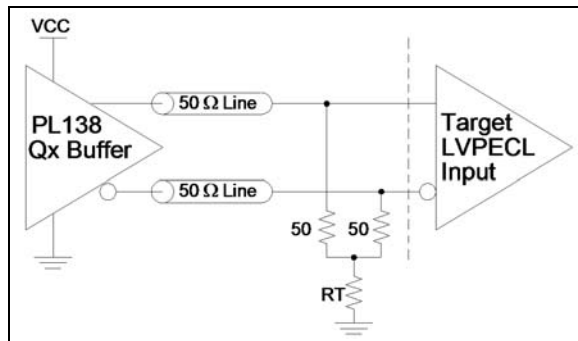 VCC
PL138
Qx Buffer
50 Ω Line
50 Ω Line
Target
LVPECL
Input
50
50
RT